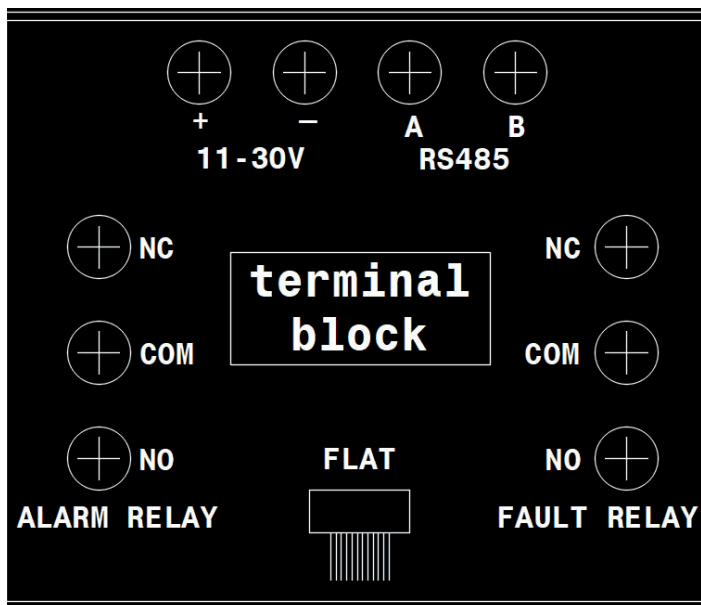 + − A B
11-30V RS485
NC NC
terminal
block
COM COM
NO FLAT NO
ALARM RELAY FAULT RELAY